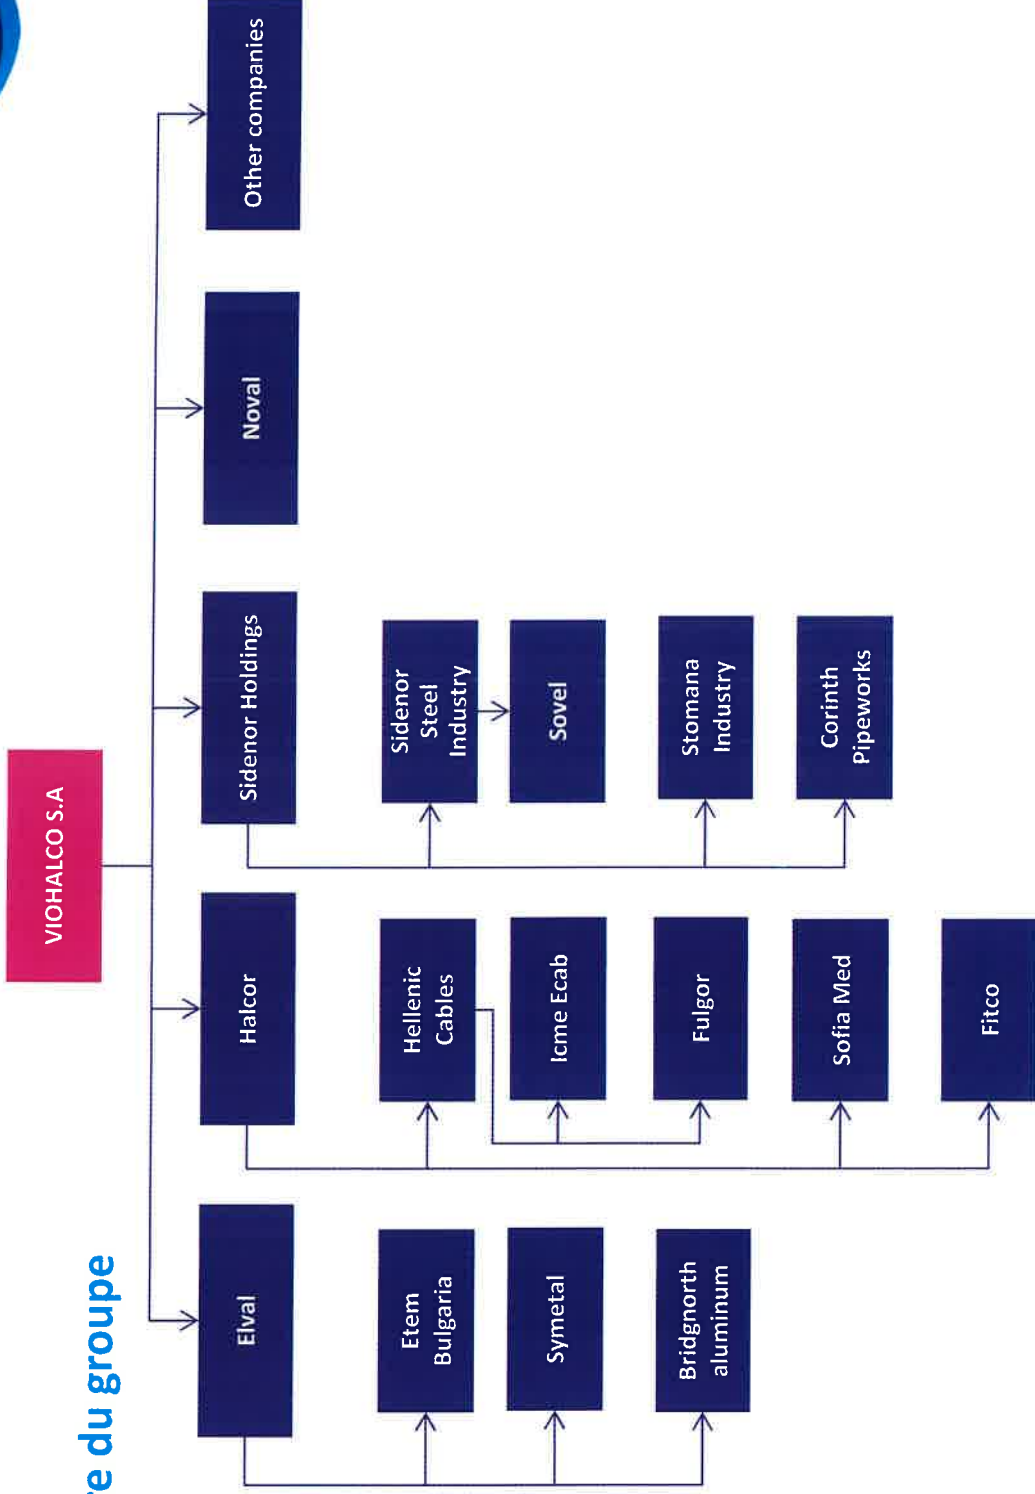 re du groupe
VIOHALCO S.A
Elval
Halcor
Sidenor Holdings
Noval
Other companies
Etem
Bulgaria
Symetal
Bridgnorth
aluminum
Hellenic
Cables
Icme Ecab
Fulgor
Sofia Med
Fitco
Sidenor
Steel
Industry
Sovel
Stomana
Industry
Corinth
Pipeworks